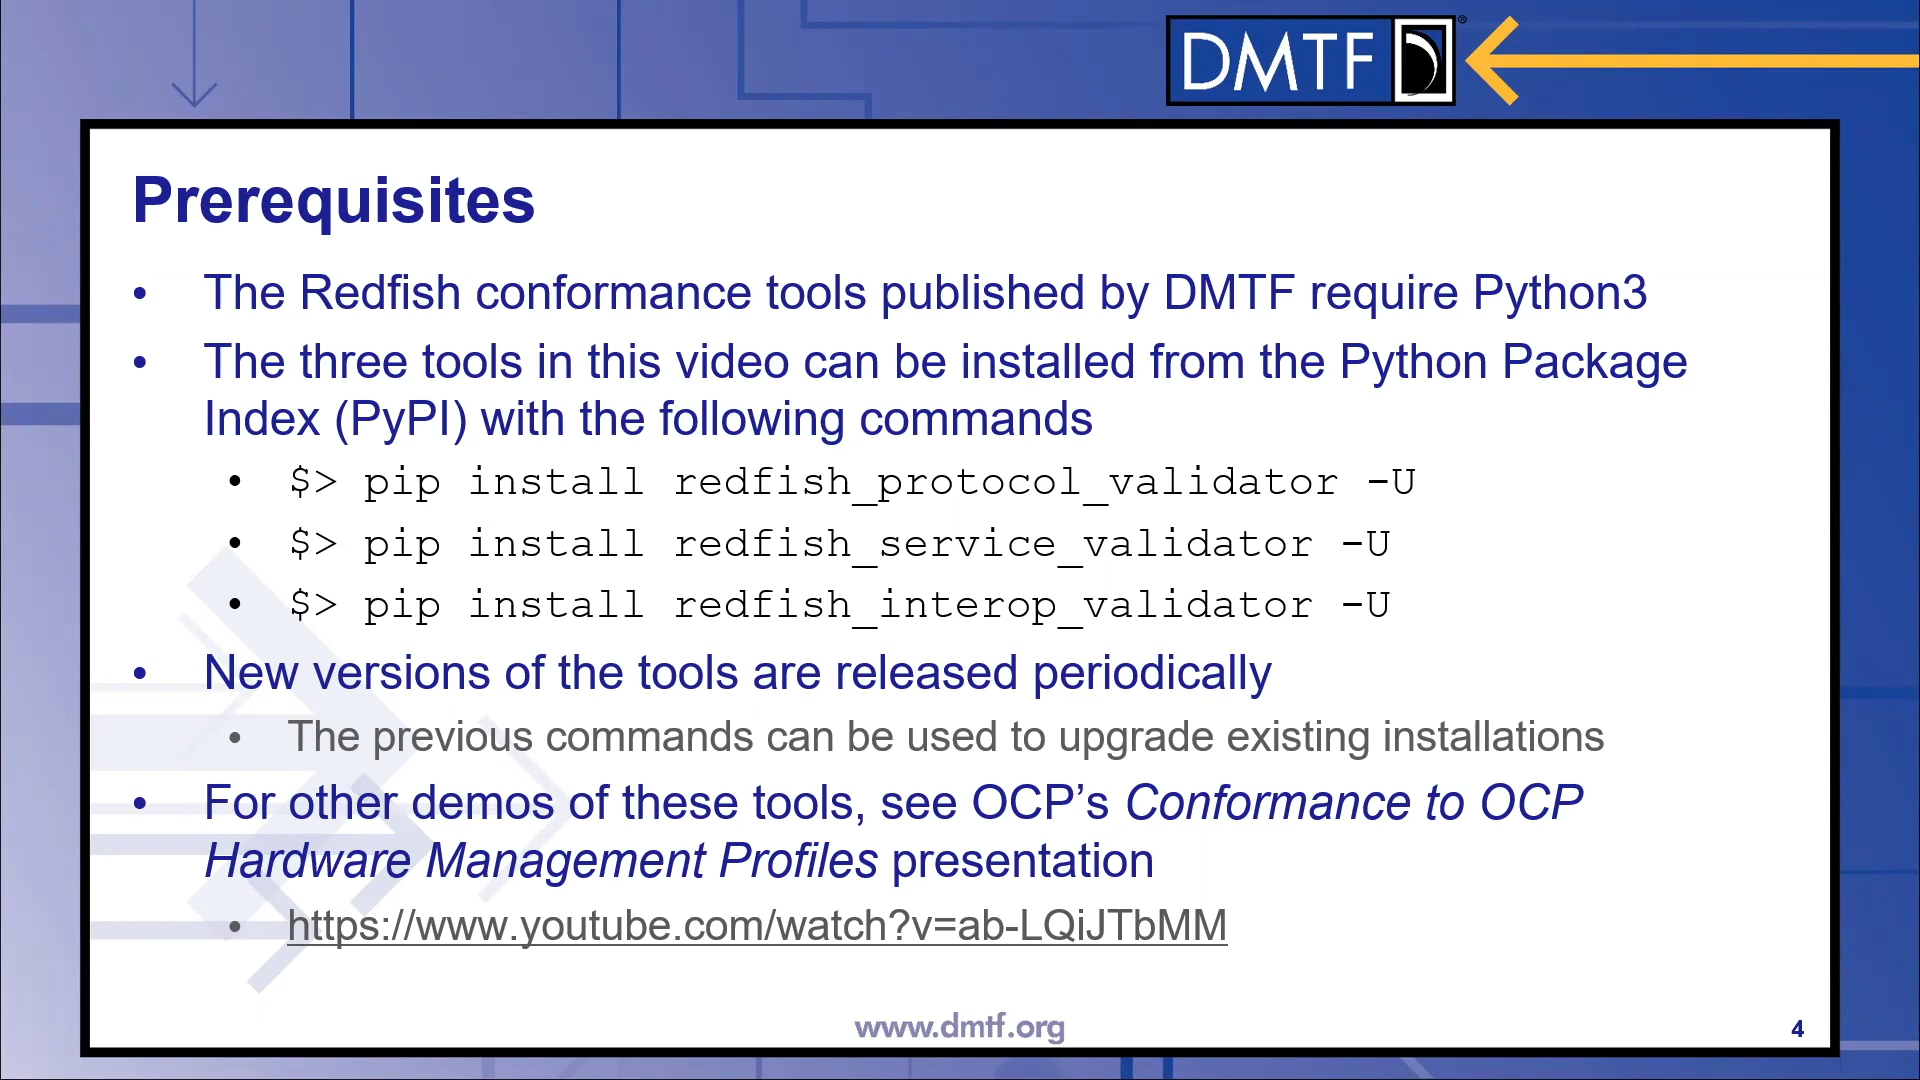 DMTF
®
Prerequisites
• The Redfish conformance tools published by DMTF require Python3
• The three tools in this video can be installed from the Python Package
Index (PyPI) with the following commands
• $> pip install redfish_protocol_validator -U
• $> pip install redfish_service_validator -U
• $> pip install redfish_interop_validator -U
• New versions of the tools are released periodically
• The previous commands can be used to upgrade existing installations
• For other demos of these tools, see OCP’s Conformance to OCP
Hardware Management Profiles presentation
• https://www.youtube.com/watch?v=ab-LQiJTbMM
www.dmtf.org
4